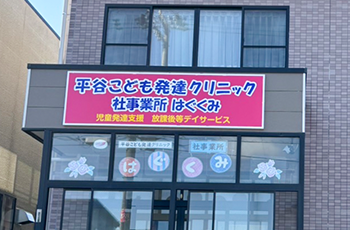 平谷こども発達クリニック
社事業所 はぐくみ
児童発達支援 放課後等デイサービス
平谷こども発達クリニック 社事業所
はぐくみ